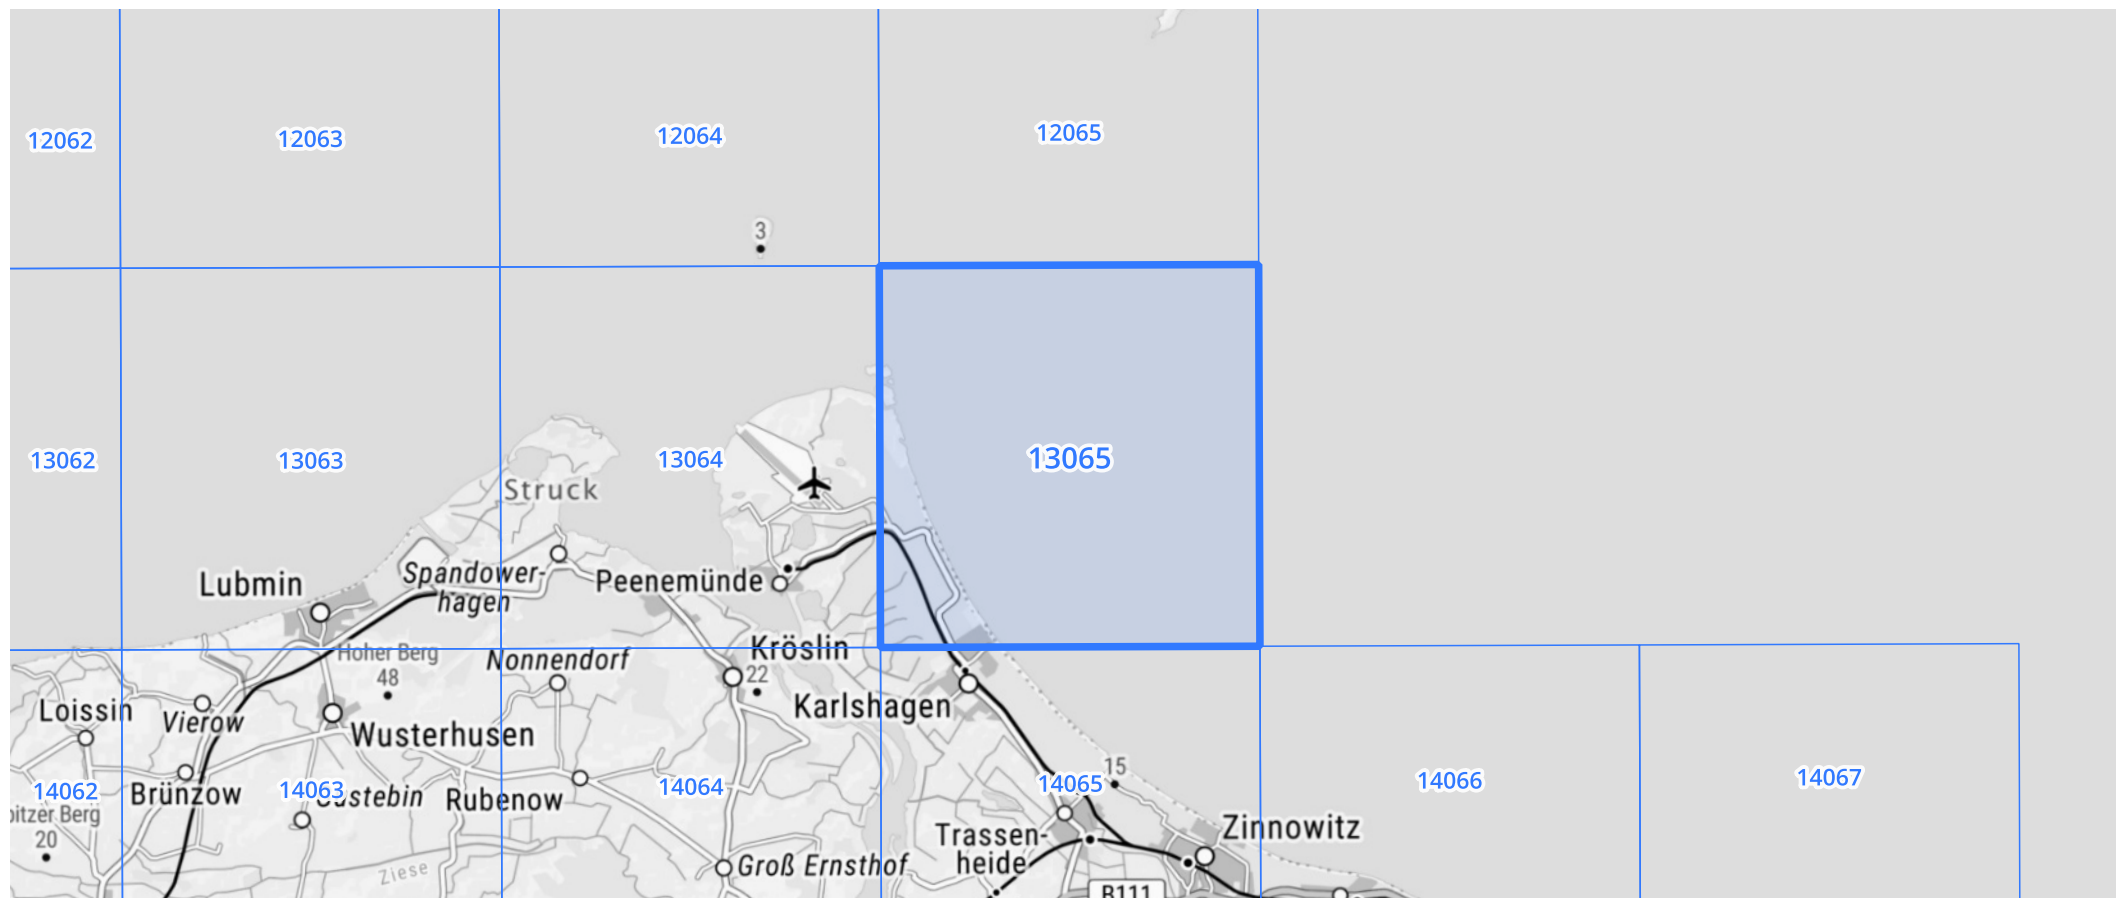 12062
12063
12064
12065
3
13062
13063
13064
13065
Struck
Lubmin
Spandower-
hagen
Peenemünde
Hoher Berg
48
Nonnendorf
Kröslin
22
Karlshagen
Loissin
Vierow
Wusterhusen
15
14062
14063
14064
14065
14066
14067
Brünzow
Gustebin
Rubenow
20
Trassen-
heide
Zinnowitz
Groß Ernsthof
Ziese
B111